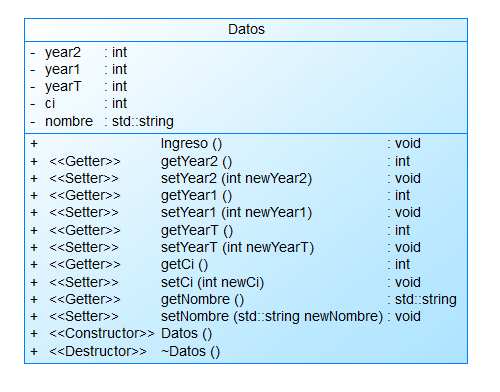 Datos
- year2 : int
- year1 : int
- yearT : int
- ci : int
- nombre : std::string
+ Ingreso () : void
+ <<Getter>> getYear2 () : int
+ <<Setter>> setYear2 (int newYear2) : void
+ <<Getter>> getYear1 () : int
+ <<Setter>> setYear1 (int newYear1) : void
+ <<Getter>> getYearT () : int
+ <<Setter>> setYearT (int newYearT) : void
+ <<Getter>> getCi () : int
+ <<Setter>> setCi (int newCi) : void
+ <<Getter>> getNombre () : std::string
+ <<Setter>> setNombre (std::string newNombre) : void
+ <<Constructor>> Datos ()
+ <<Destructor>> ~Datos ()